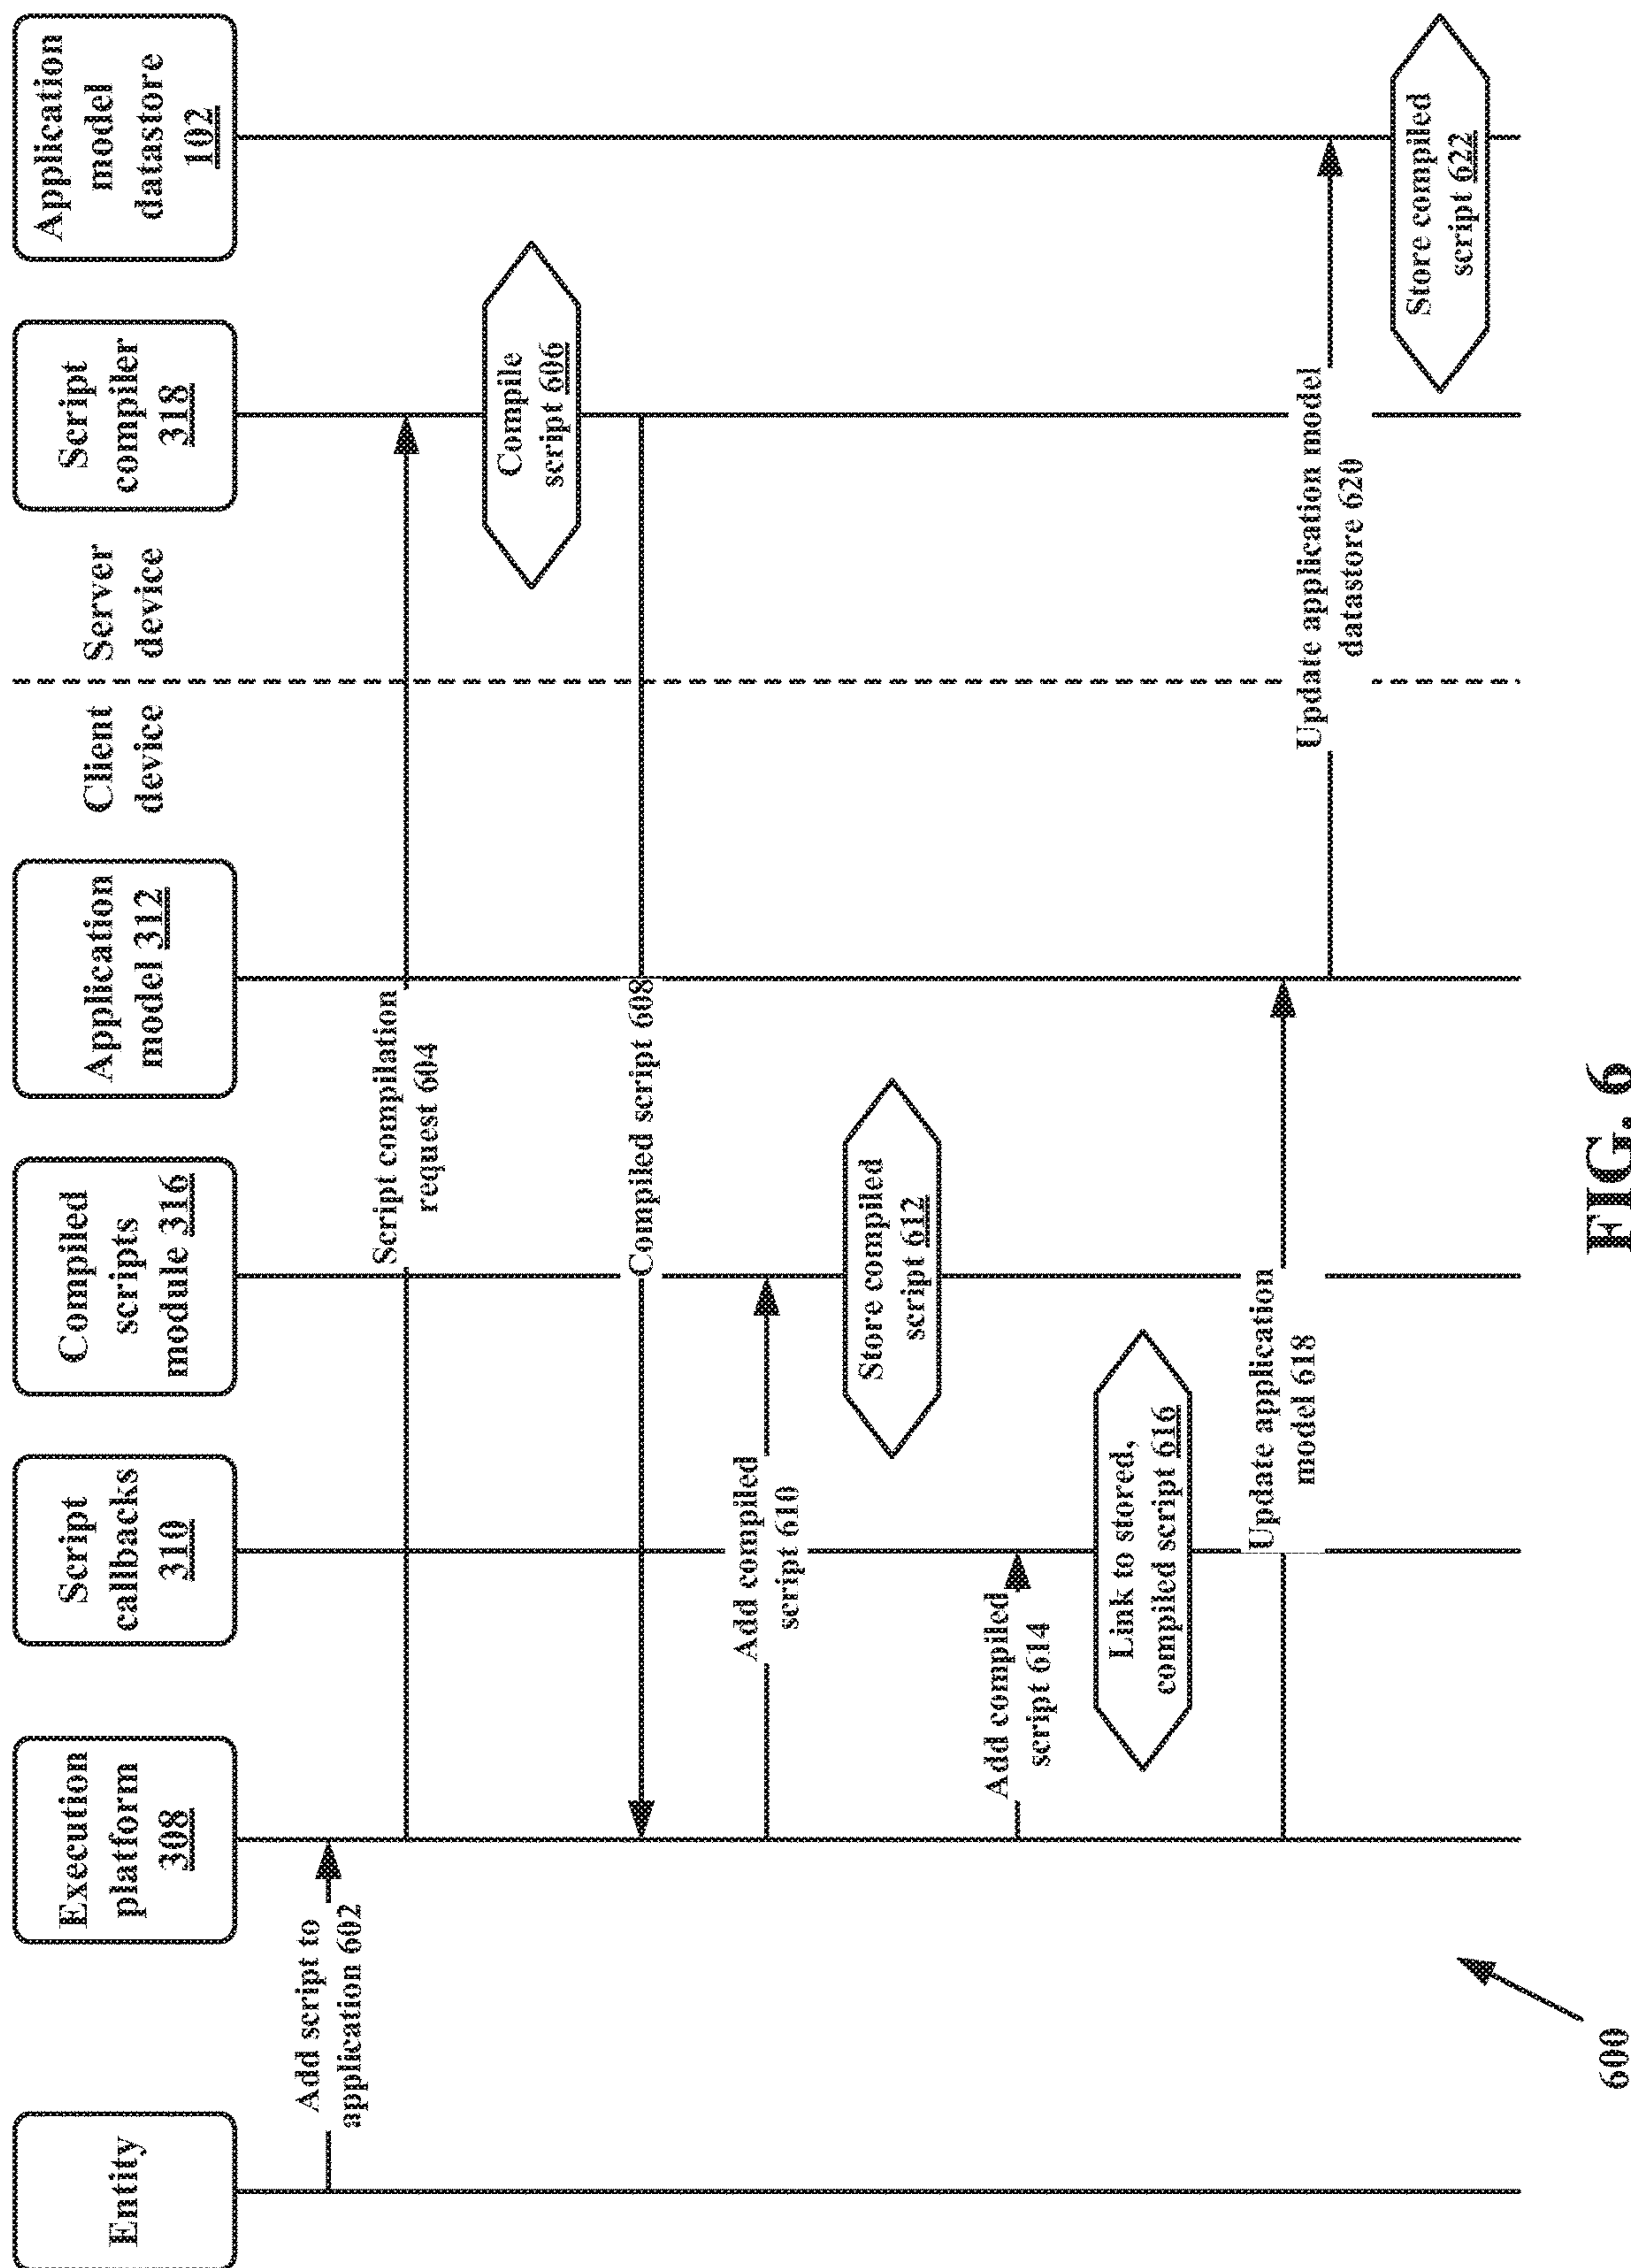 Entity
Execution
platform
308
Script
callbacks
310
Compiled
scripts
module 316
Application
model 312
Client
device
Server
device
Script
compiler
318
Application
model
datastore
102
Add script to
application 602
Script compilation
request 604
Compile
script 606
Compiled script 608
Add compiled
script 610
Store compiled
script 612
Add compiled
script 614
Link to stored,
compiled script 616
Update application
model 618
Update application model
datastore 620
Store compiled
script 622
600
FIG. 6